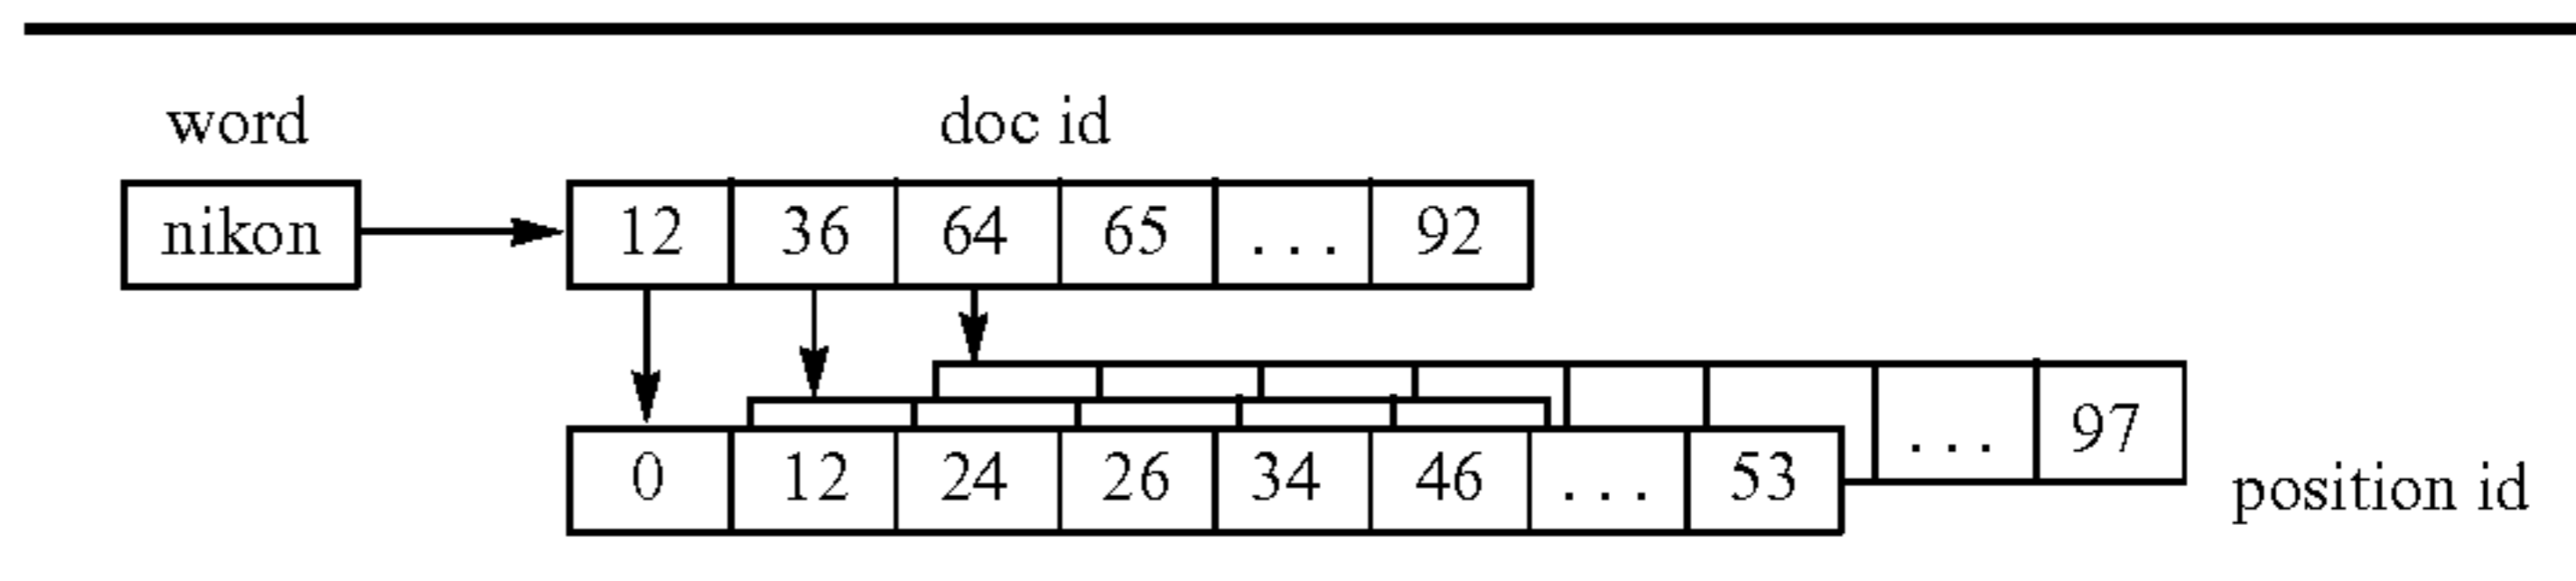 word doc id
nikon 12 36 64 65 ... 92
... 97
0 12 24 26 34 46 ... 53
position id